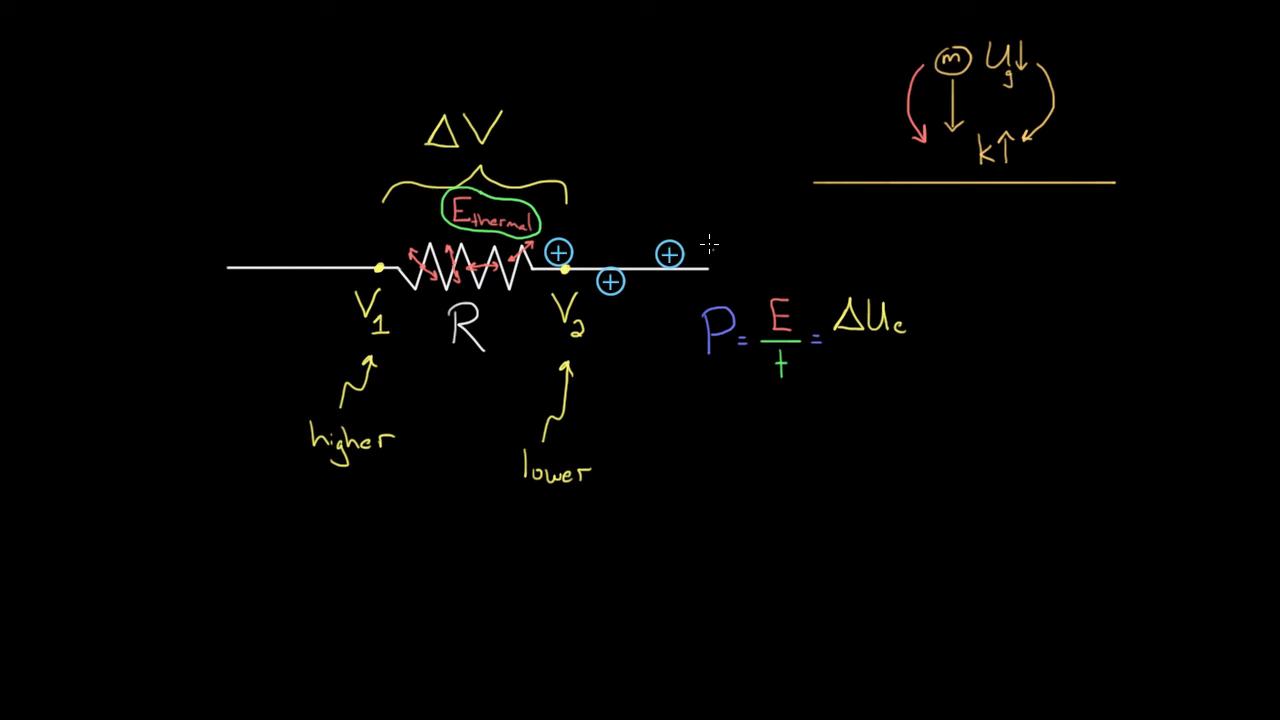 m U_g↓
k↑
ΔV
E_thermal
+ + +
V_1 R V_2
P = E/t = ΔU_e
higher
lower